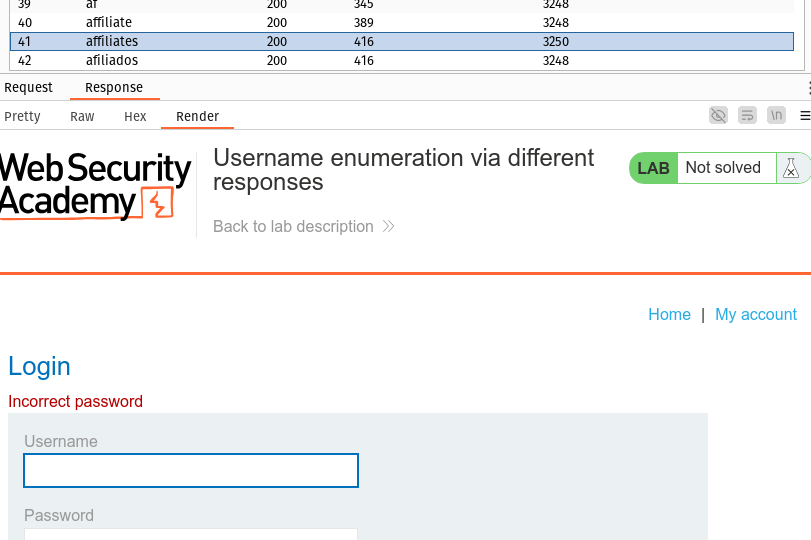 39 af 200 345 3248
40 affiliate 200 389 3248
41 affiliates 200 416 3250
42 afiliados 200 416 3248
Request Response
Pretty Raw Hex Render \n
Web Security
Academy
Username enumeration via different
responses
Back to lab description
LAB Not solved
Home | My account
Login
Incorrect password
Username
Password